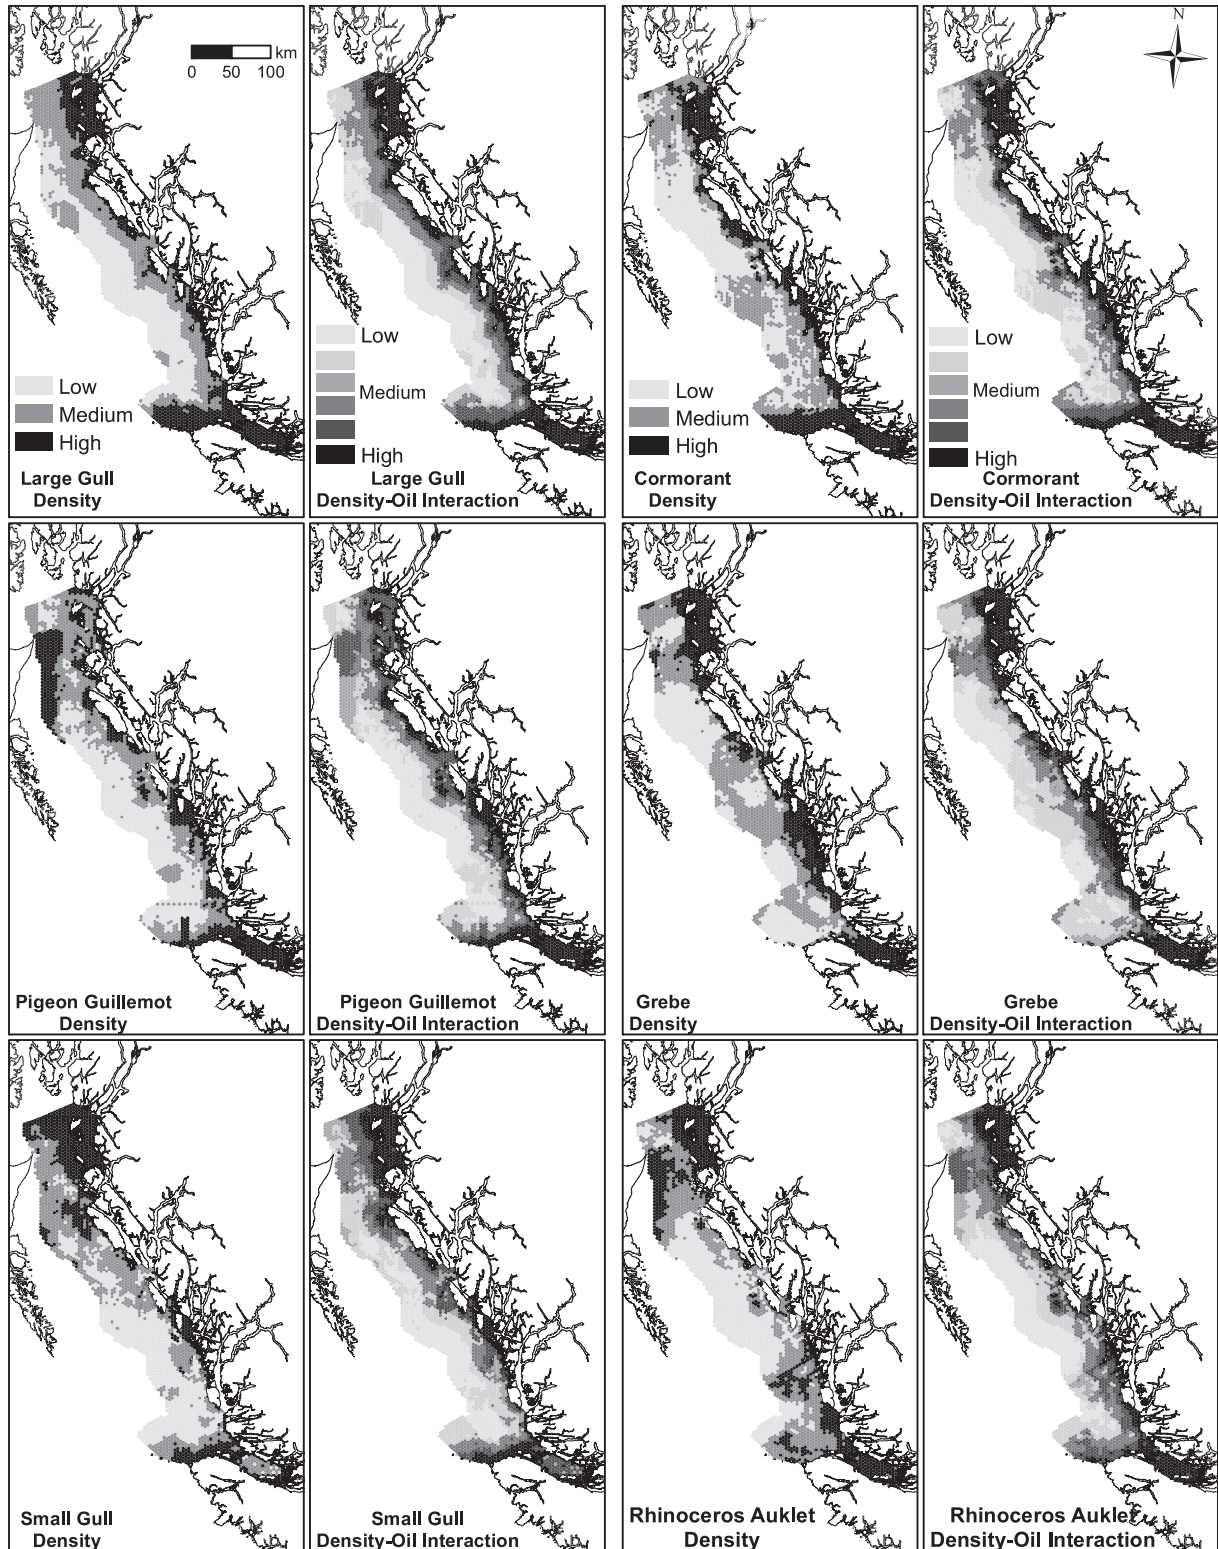 km
0 50 100
Low
Medium
High
Large Gull
Density
Low
Medium
High
Large Gull
Density-Oil Interaction
Low
Medium
High
Cormorant
Density
N
Low
Medium
High
Cormorant
Density-Oil Interaction
Pigeon Guillemot
Density
Pigeon Guillemot
Density-Oil Interaction
Grebe
Density
Grebe
Density-Oil Interaction
Small Gull
Density
Small Gull
Density-Oil Interaction
Rhinoceros Auklet
Density
Rhinoceros Auklet
Density-Oil Interaction